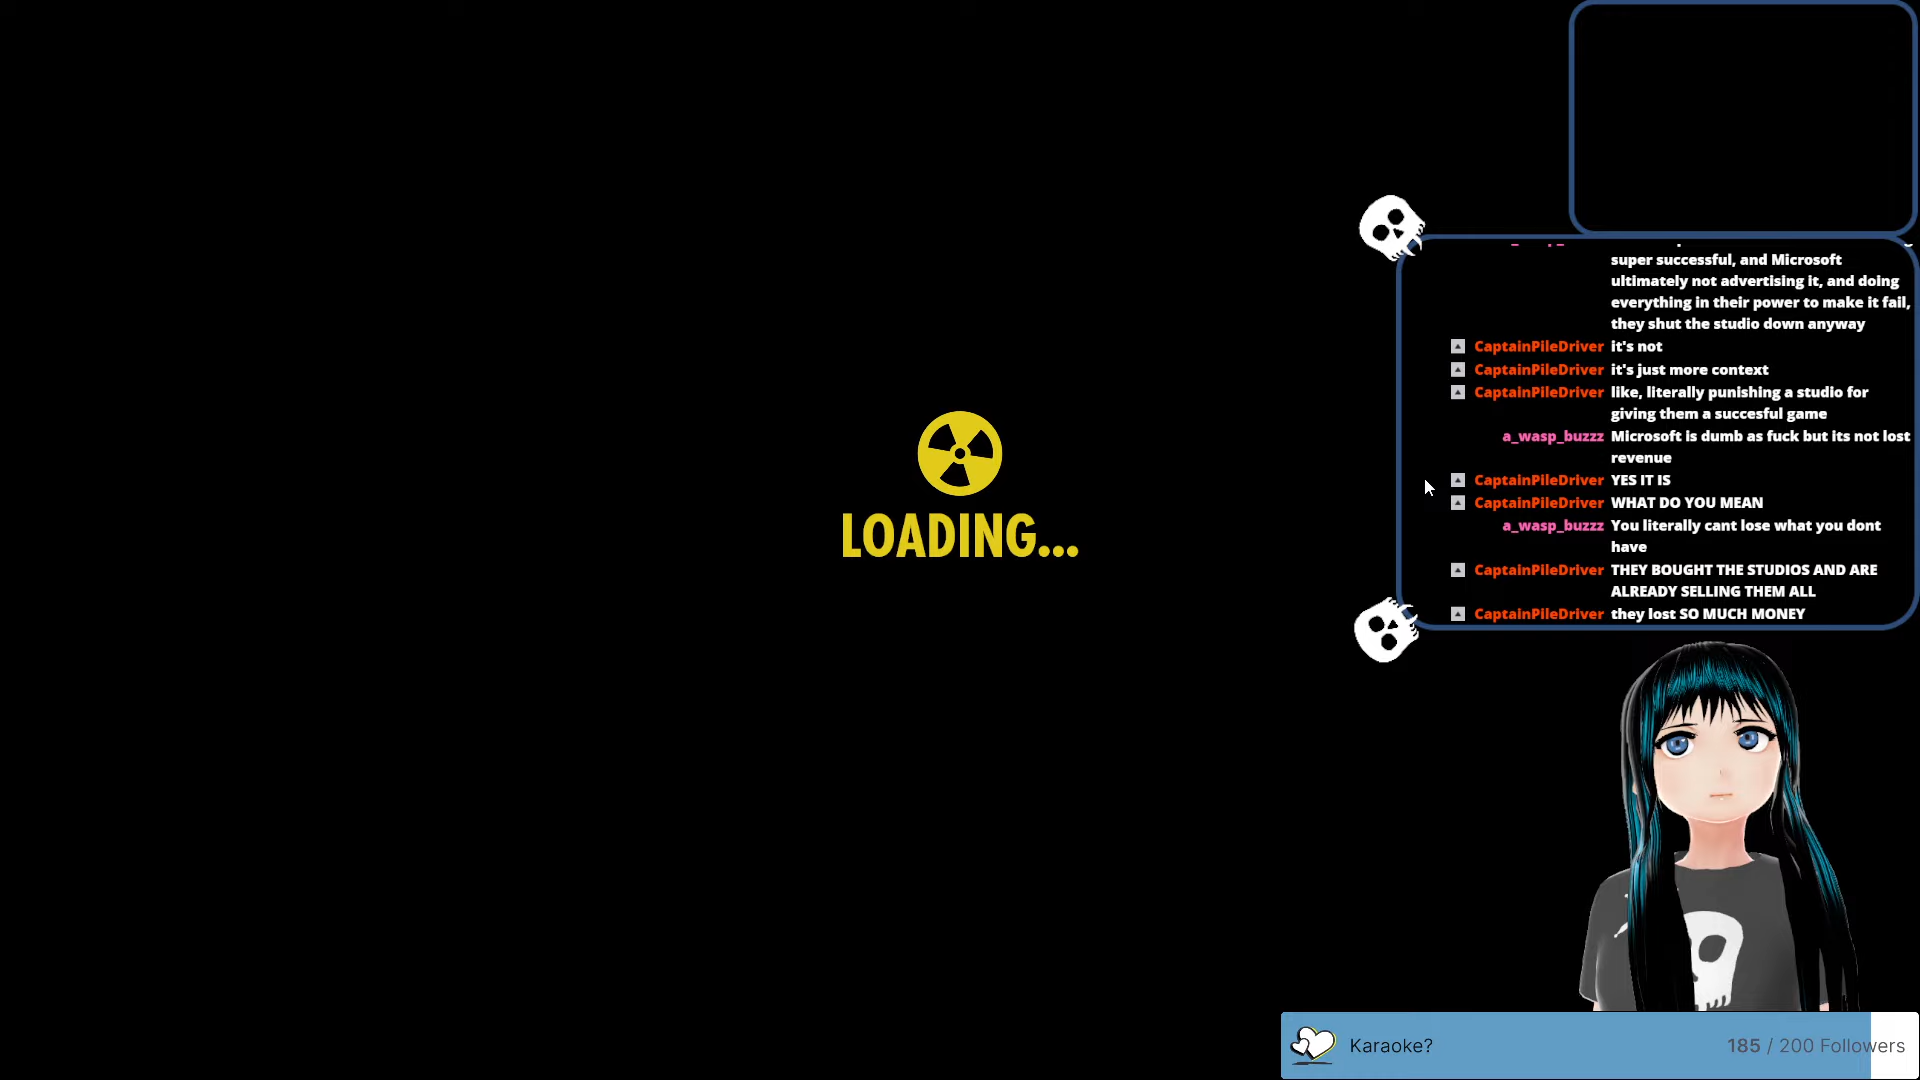 super successful, and Microsoft
ultimately not advertising it, and doing
everything in their power to make it fail,
they shut the studio down anyway
CaptainPileDriver it's not
CaptainPileDriver it's just more context
CaptainPileDriver like, literally punishing a studio for
giving them a succesful game
a_wasp_buzzz Microsoft is dumb as fuck but its not lost
revenue
CaptainPileDriver YES IT IS
CaptainPileDriver WHAT DO YOU MEAN
a_wasp_buzzz You literally cant lose what you dont
have
CaptainPileDriver THEY BOUGHT THE STUDIOS AND ARE
ALREADY SELLING THEM ALL
CaptainPileDriver they lost SO MUCH MONEY
LOADING...
Karaoke? 185 / 200 Followers